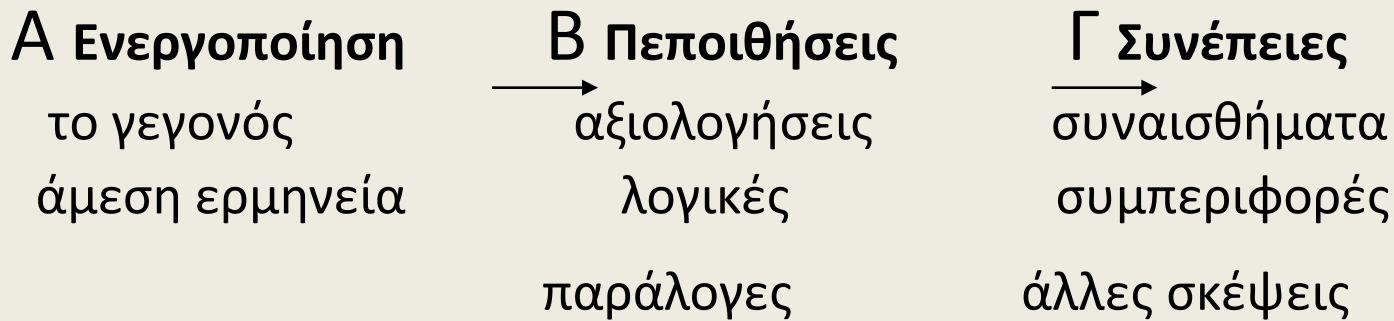 Α Ενεργοποίηση Β Πεποιθήσεις Γ Συνέπειες
το γεγονός αξιολογήσεις συναισθήματα
άμεση ερμηνεία λογικές συμπεριφορές
παράλογες άλλες σκέψεις